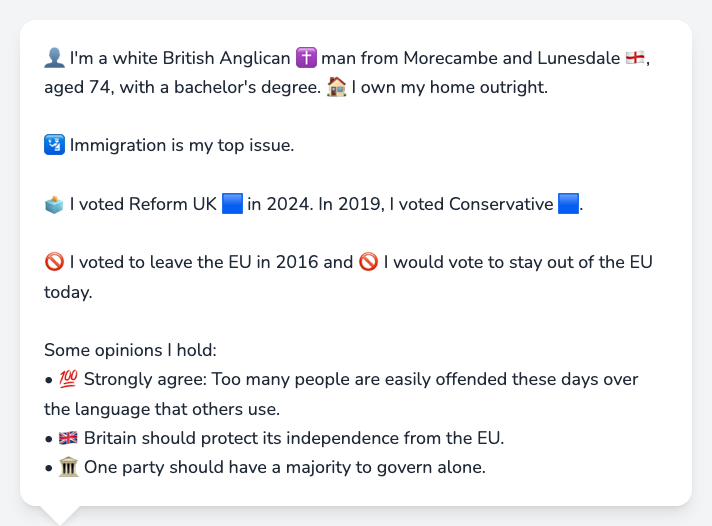 👤 I'm a white British Anglican ✝️ man from Morecambe and Lunesdale 🏴󠁧󠁢󠁥󠁮󠁧󠁿,
aged 74, with a bachelor's degree. 🏠 I own my home outright.
🛂 Immigration is my top issue.
🗳️ I voted Reform UK 🟦 in 2024. In 2019, I voted Conservative 🟦.
🚫 I voted to leave the EU in 2016 and 🚫 I would vote to stay out of the EU
today.
Some opinions I hold:
• 💯 Strongly agree: Too many people are easily offended these days over
the language that others use.
• 🇬🇧 Britain should protect its independence from the EU.
• 🏛️ One party should have a majority to govern alone.